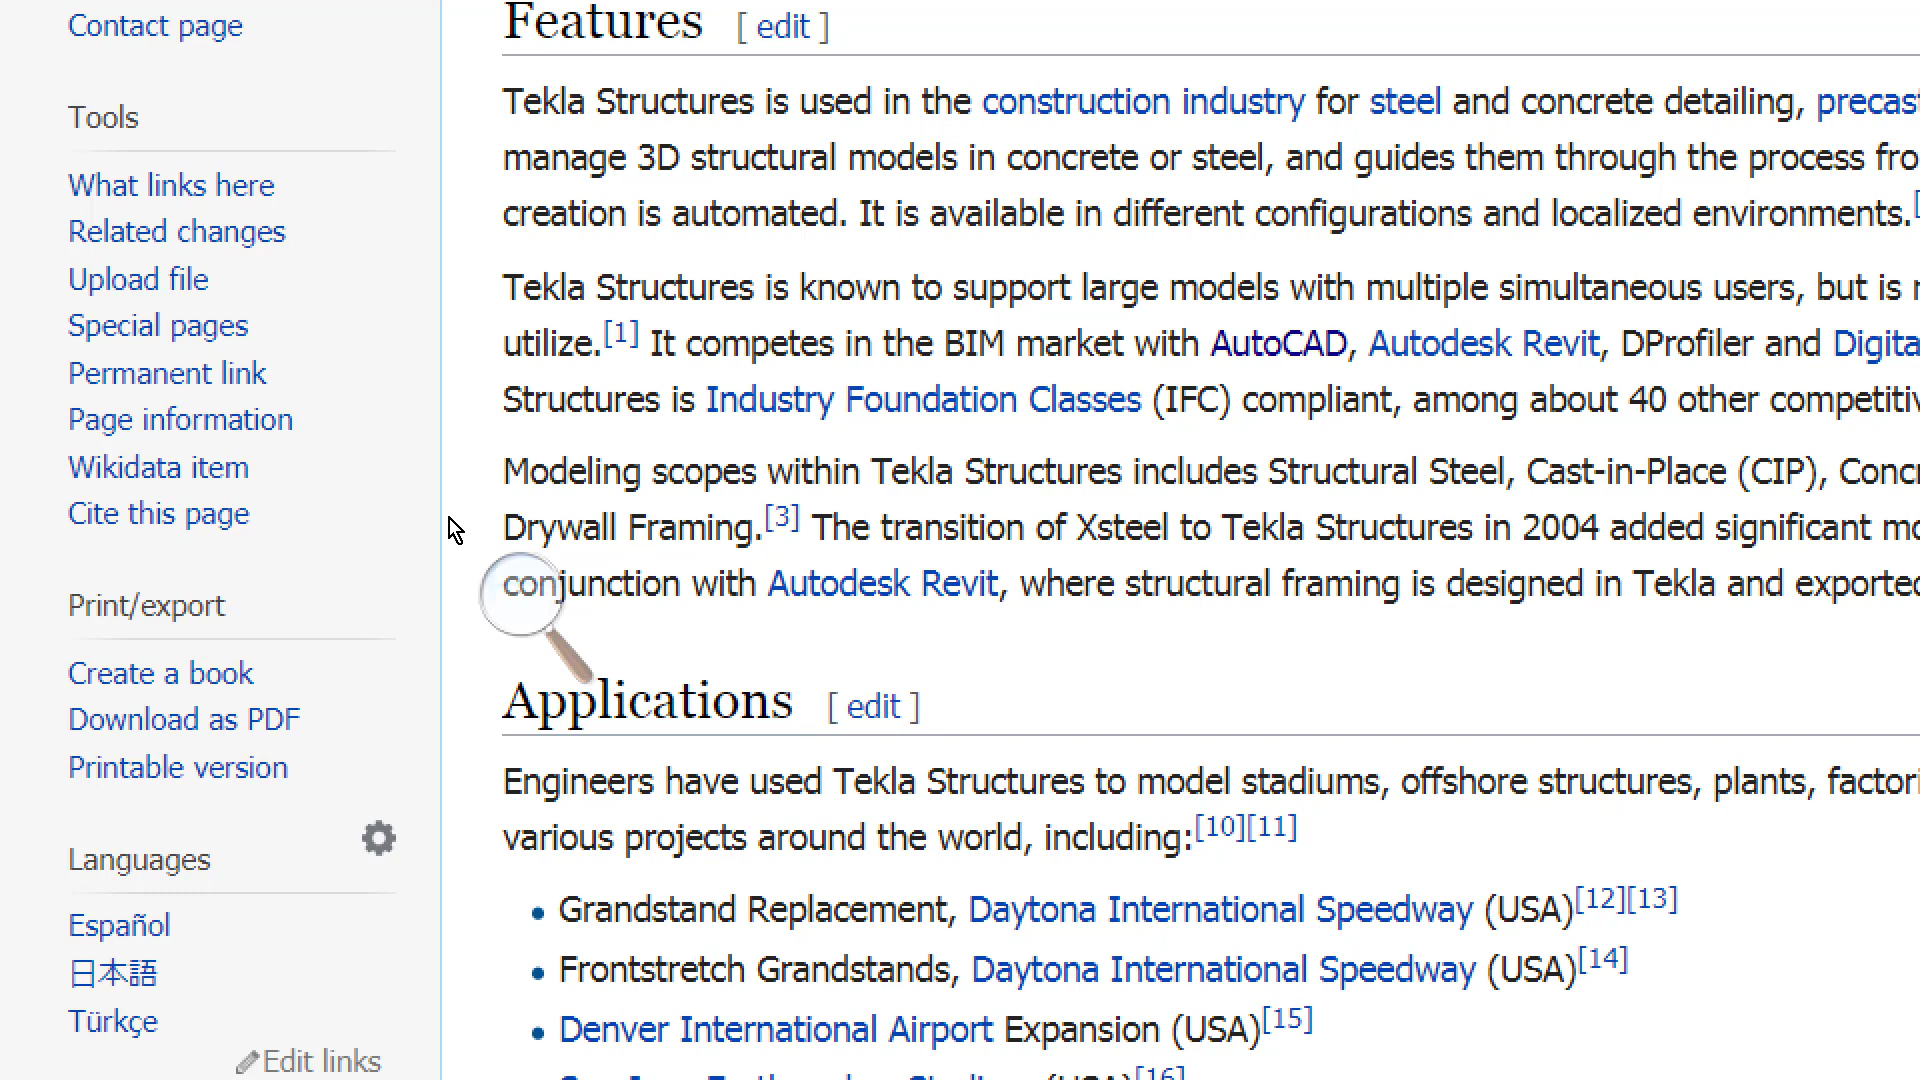 Contact page
Tools
What links here
Related changes
Upload file
Special pages
Permanent link
Page information
Wikidata item
Cite this page
Print/export
Create a book
Download as PDF
Printable version
Languages
Español
日本語
Türkçe
Edit links
Features [ edit ]
Tekla Structures is used in the construction industry for steel and concrete detailing,
manage 3D structural models in concrete or steel, and guides them through the process
creation is automated. It is available in different configurations and localized environments.
Tekla Structures is known to support large models with multiple simultaneous users, but is
utilize.[1] It competes in the BIM market with AutoCAD, Autodesk Revit, DProfiler and
Structures is Industry Foundation Classes (IFC) compliant, among about 40 other
Modeling scopes within Tekla Structures includes Structural Steel, Cast-in-Place (CIP),
Drywall Framing.[3] The transition of Xsteel to Tekla Structures in 2004 added significant
conjunction with Autodesk Revit, where structural framing is designed in Tekla and exported
Applications [ edit ]
Engineers have used Tekla Structures to model stadiums, offshore structures, plants,
various projects around the world, including:[10][11]
• Grandstand Replacement, Daytona International Speedway (USA)[12][13]
• Frontstretch Grandstands, Daytona International Speedway (USA)[14]
• Denver International Airport Expansion (USA)[15]